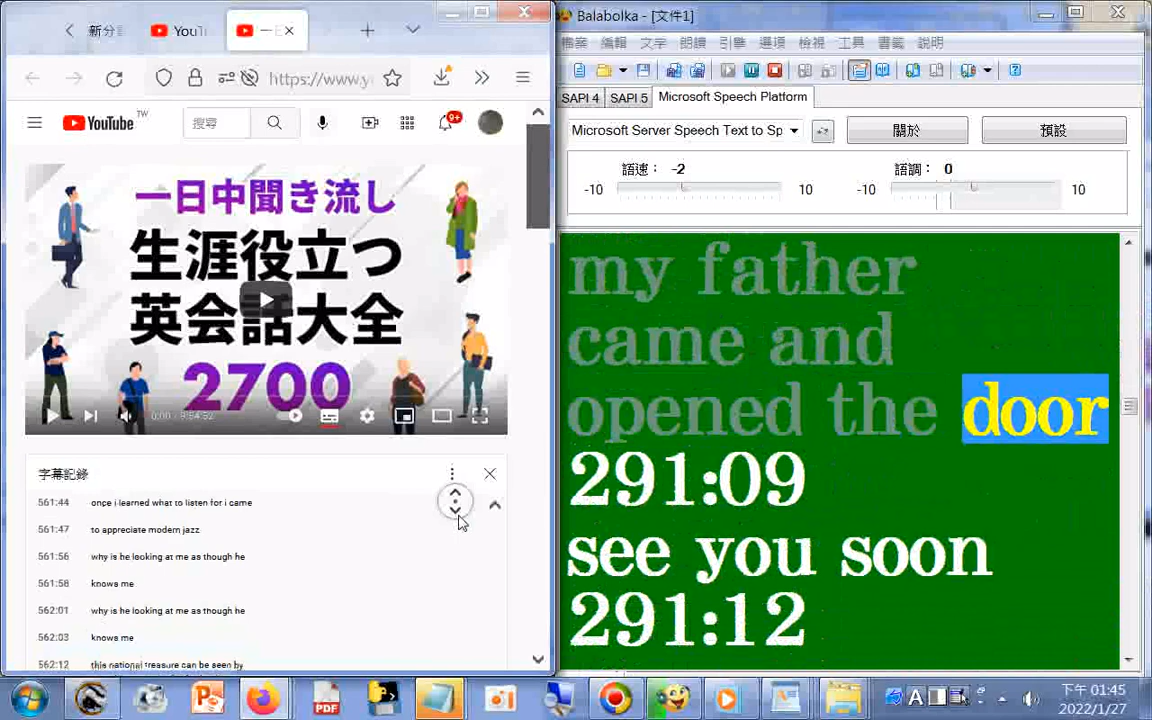 新分
YouTu
一日
https://www.y
YouTube TW
搜尋
9+
一日中聞き流し
生涯役立つ
英会話大全
2700
字幕記錄
561:44 once i learned what to listen for i came
561:47 to appreciate modern jazz
561:56 why is he looking at me as though he
561:58 knows me
562:01 why is he looking at me as though he
562:03 knows me
562:12 this national treasure can be seen by
Balabolka - [文件1]
檔案 編輯 文字 朗讀 引擎 選項 檢視 工具 書籤 說明
SAPI 4 SAPI 5 Microsoft Speech Platform
Microsoft Server Speech Text to Sp
關於
預設
語速： -2
語調： 0
-10 10 -10 10
my father
came and
opened the door
291:09
see you soon
291:12
PDF
A
下午 01:45
2022/1/27